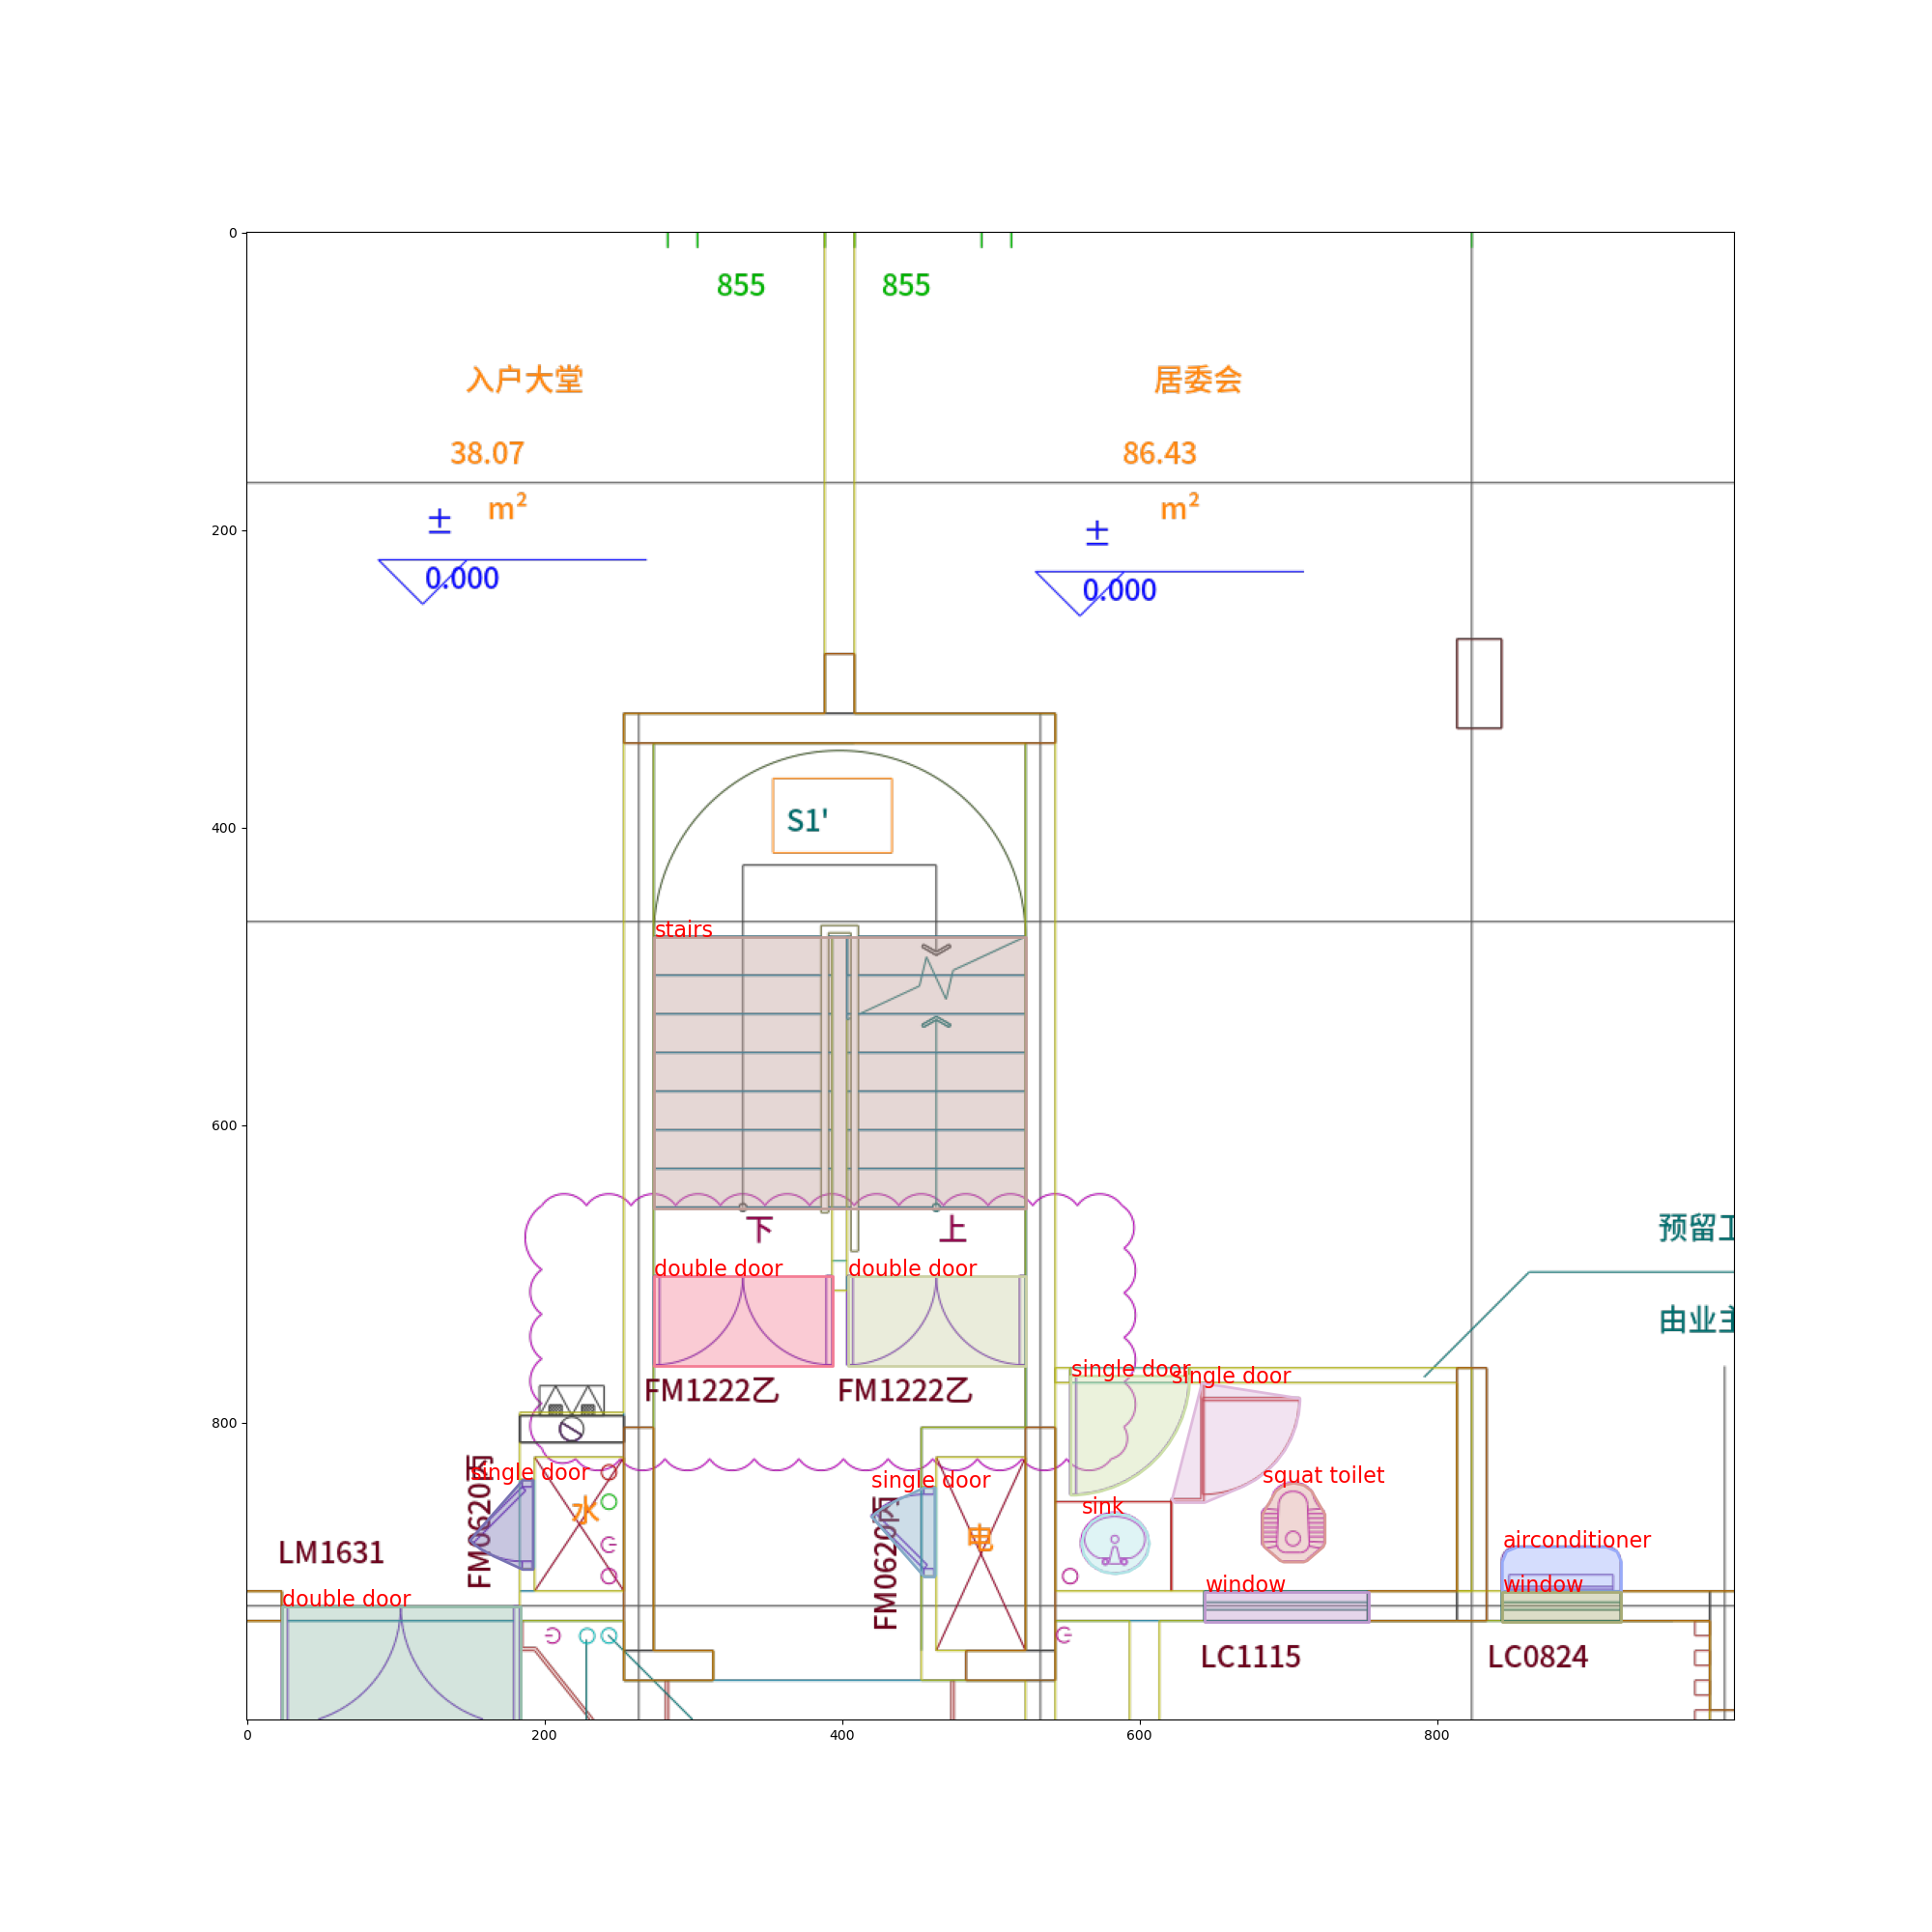 0
855
855
入户大堂
居委会
38.07
86.43
m²
m²
200
±
±
0.000
0.000
400
S1'
stairs
600
下
上
预留工
double door
double door
由业主
single door
single door
FM1222乙
FM1222乙
800
single door
single door
squat toilet
水
FM0620丙
sink
电
FM0620丙
LM1631
airconditioner
double door
window
window
LC1115
LC0824
0
200
400
600
800